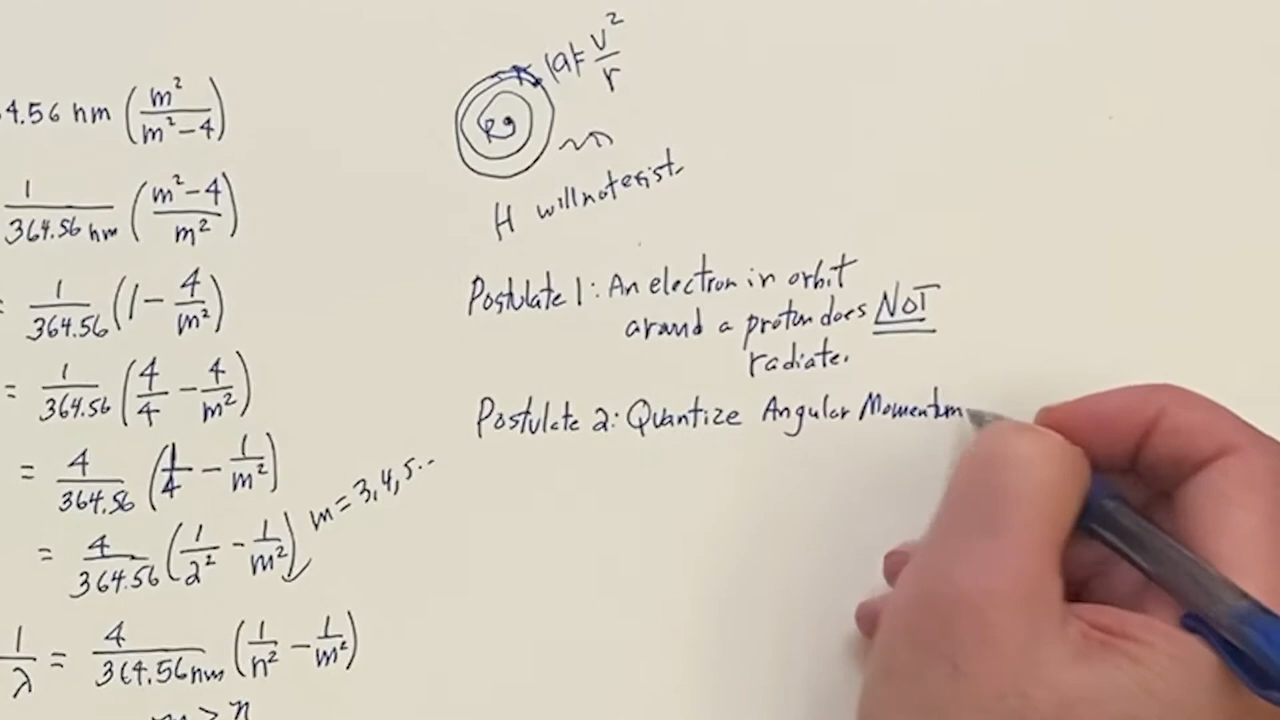 4.56 nm (m²/m²-4)
1/364.56 nm (m²-4/m²)
= 1/364.56 (1 - 4/m²)
= 1/364.56 (4/4 - 4/m²)
= 4/364.56 (1/4 - 1/m²)
= 4/364.56 (1/2² - 1/m²) m = 3,4,5..
1/λ = 4/364.56nm (1/n² - 1/m²)
m > n
|a|= v²/r
H will not exist
Postulate 1: An electron in orbit
around a proton does NOT
radiate.
Postulate 2: Quantize Angular Momentum